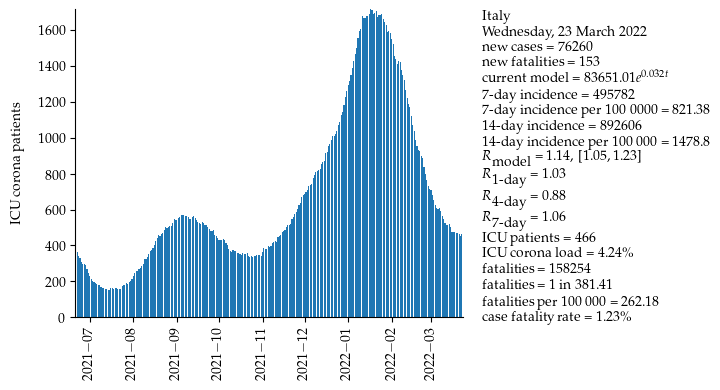 ICU corona patients
1600
1400
1200
1000
800
600
400
200
0
2021−07
2021−08
2021−09
2021−10
2021−11
2021−12
2022−01
2022−02
2022−03
Italy
Wednesday, 23 March 2022
new cases = 76260
new fatalities = 153
current model = 83651.01e^0.032t
7-day incidence = 495782
7-day incidence per 100 0000 = 821.38
14-day incidence = 892606
14-day incidence per 100 000 = 1478.8
R_model = 1.14, [1.05, 1.23]
R_1-day = 1.03
R_4-day = 0.88
R_7-day = 1.06
ICU patients = 466
ICU corona load = 4.24%
fatalities = 158254
fatalities = 1 in 381.41
fatalities per 100 000 = 262.18
case fatality rate = 1.23%